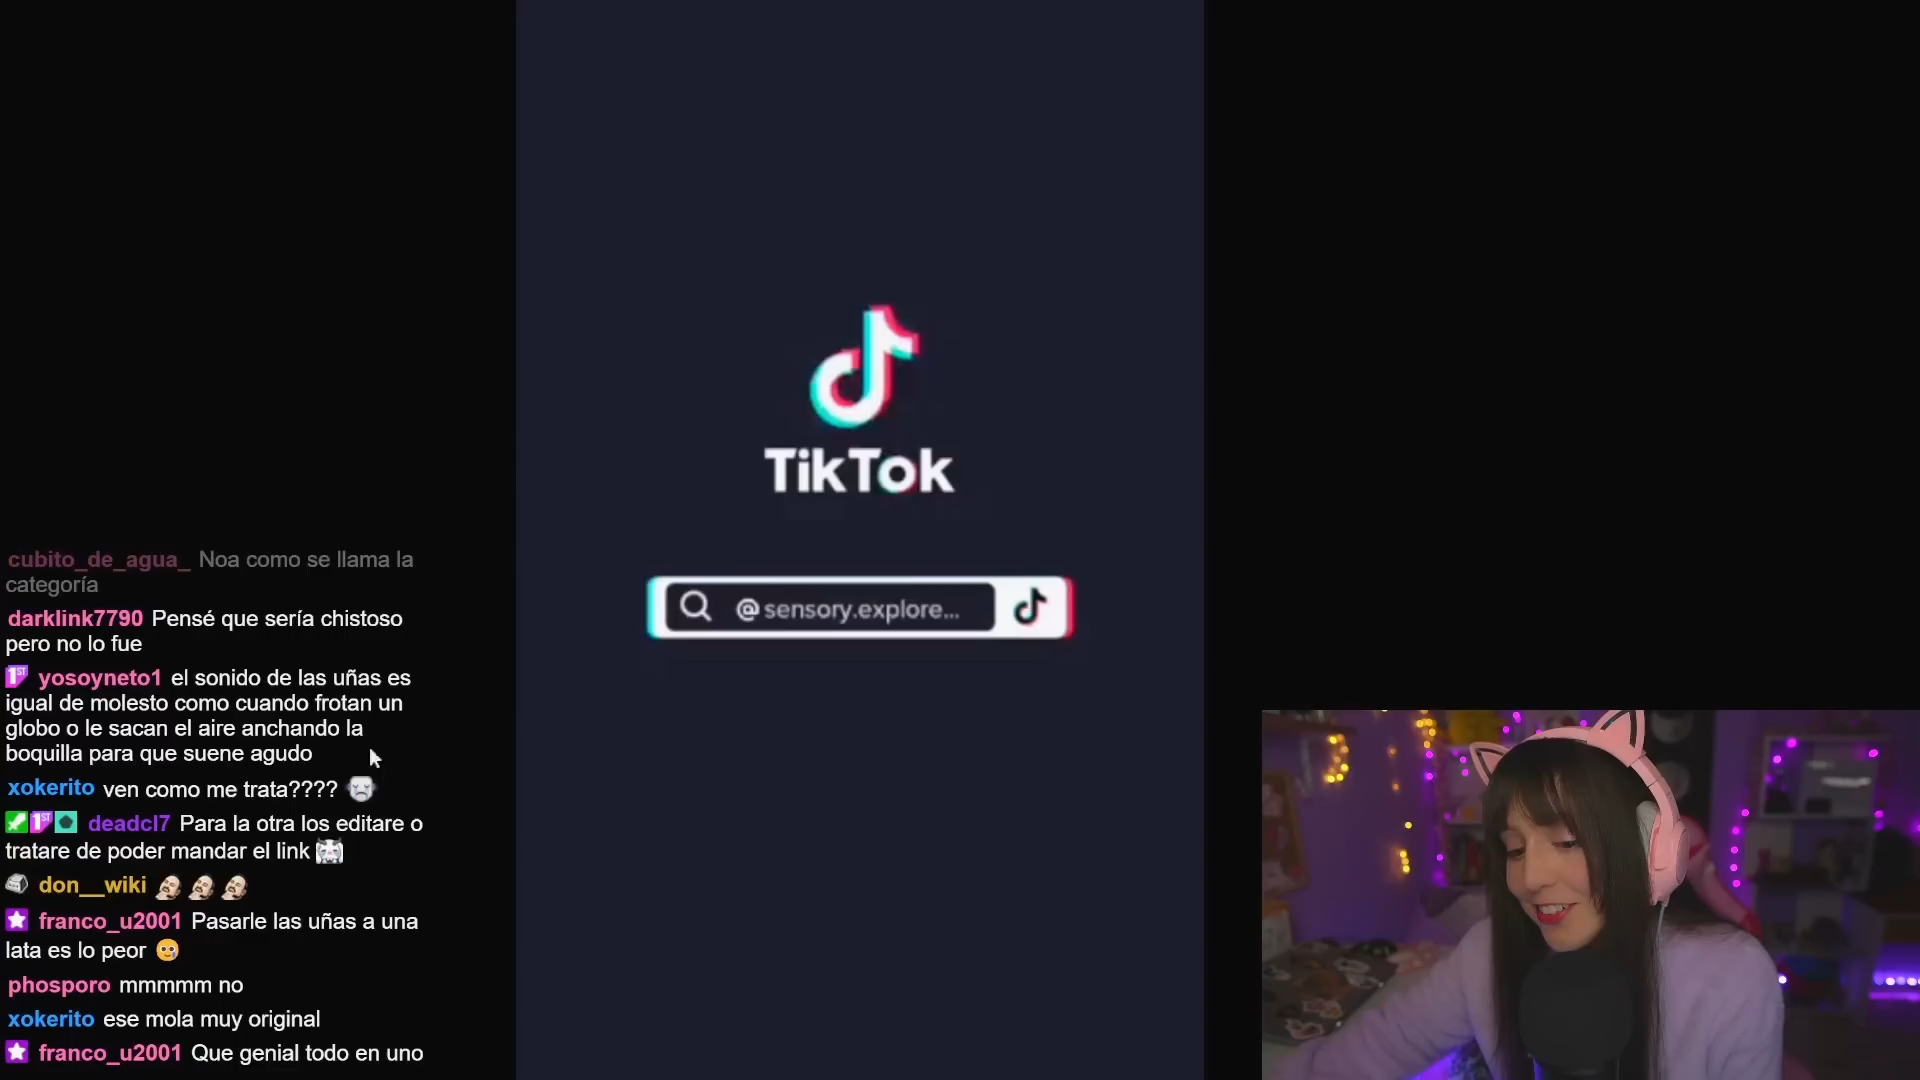 TikTok
@sensory.explore...
cubito_de_agua_ Noa como se llama la
categoría
darklink7790 Pensé que sería chistoso
pero no lo fue
1ST yosoyneto1 el sonido de las uñas es
igual de molesto como cuando frotan un
globo o le sacan el aire anchando la
boquilla para que suene agudo
xokerito ven como me trata????
1ST deadcl7 Para la otra los editare o
tratare de poder mandar el link
don__wiki
franco_u2001 Pasarle las uñas a una
lata es lo peor
phosporo mmmmm no
xokerito ese mola muy original
franco_u2001 Que genial todo en uno